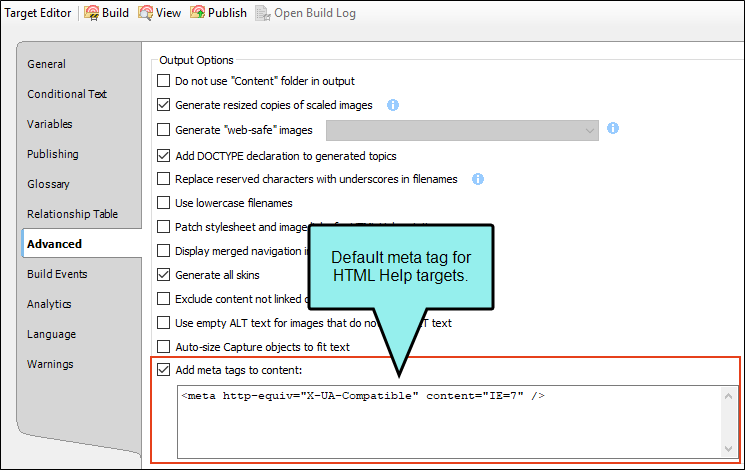 Target Editor Build View Publish Open Build Log
General
Conditional Text
Variables
Publishing
Glossary
Relationship Table
Advanced
Build Events
Analytics
Language
Warnings
Output Options
Do not use "Content" folder in output
Generate resized copies of scaled images
Generate "web-safe" images
Add DOCTYPE declaration to generated topics
Replace reserved characters with underscores in filenames
Use lowercase filenames
Patch stylesheet and image
Display merged navigation
Generate all skins
Exclude content not linked
Use empty ALT text for images that do text
Auto-size Capture objects to fit text
Default meta tag for
HTML Help targets.
Add meta tags to content:
<meta http-equiv="X-UA-Compatible" content="IE=7" />